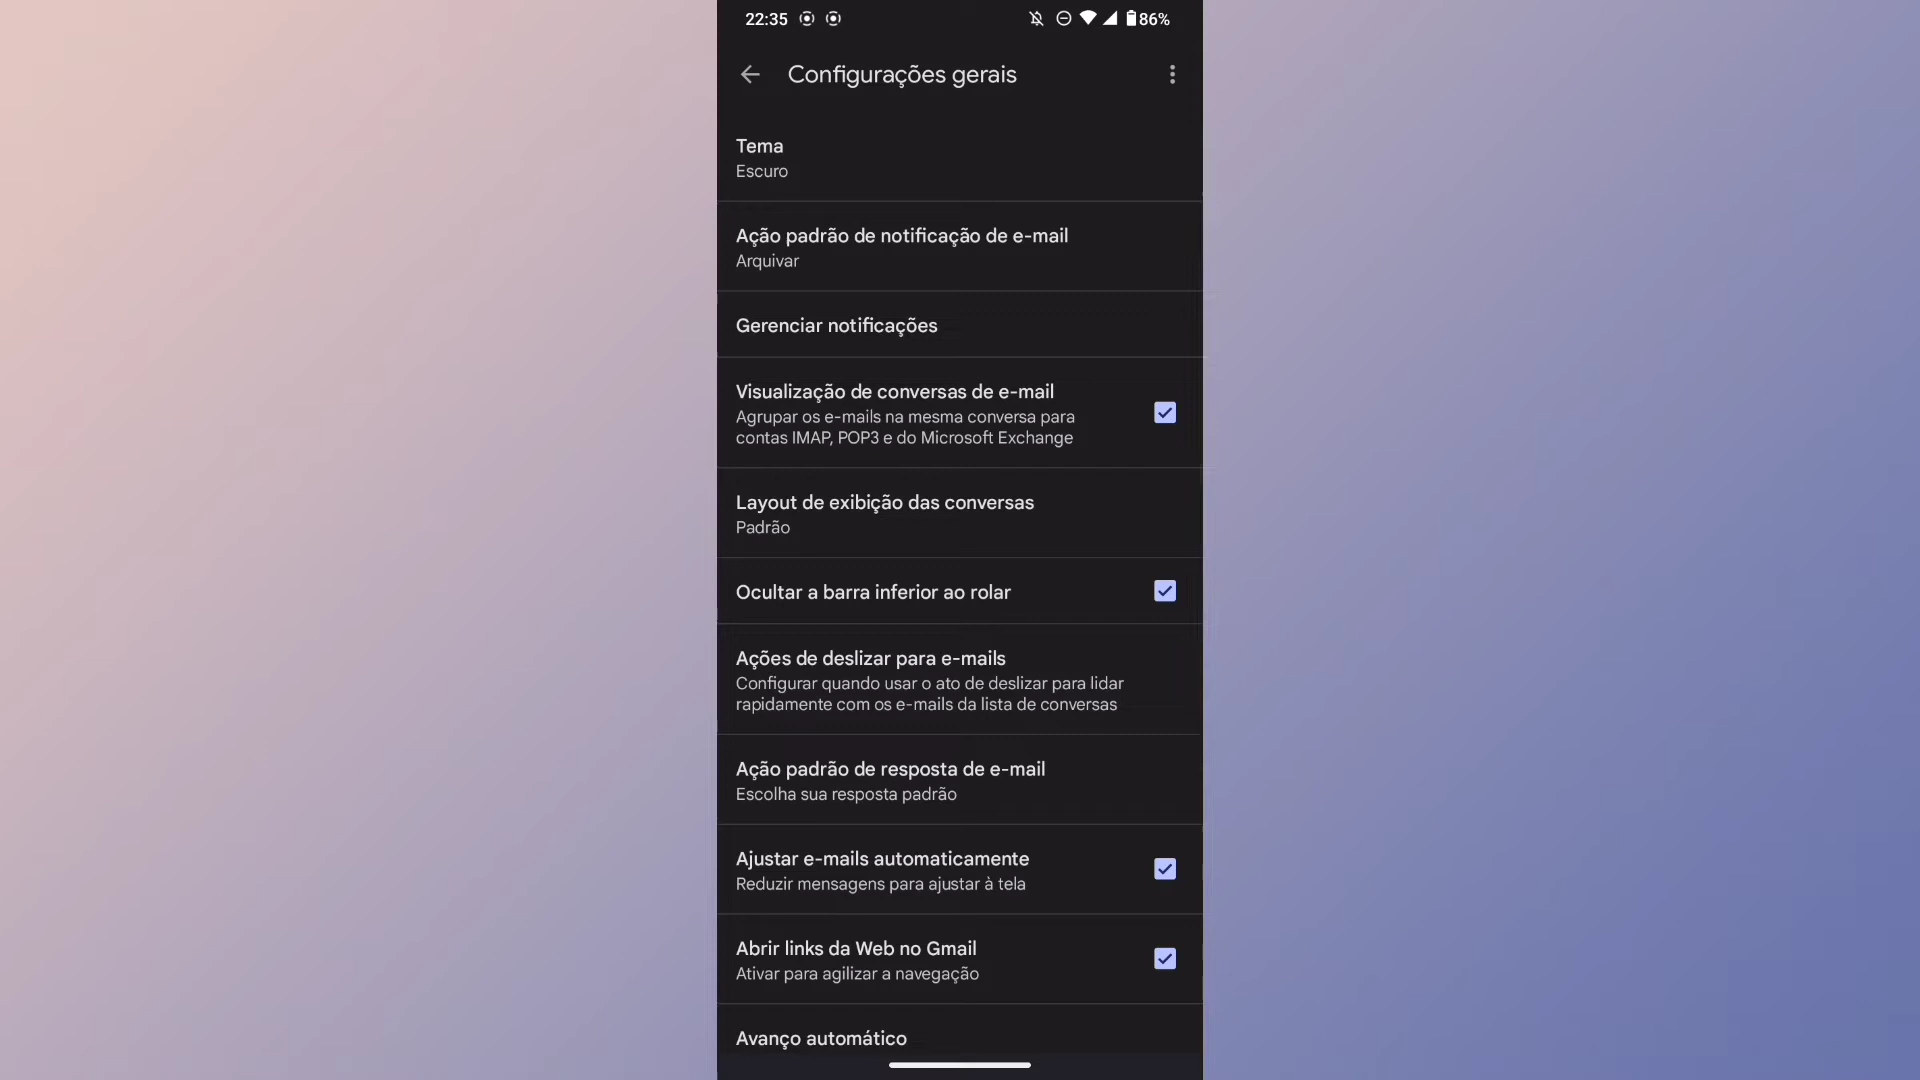 22:35 86%
Configurações gerais
Tema
Escuro
Ação padrão de notificação de e-mail
Arquivar
Gerenciar notificações
Visualização de conversas de e-mail
Agrupar os e-mails na mesma conversa para
contas IMAP, POP3 e do Microsoft Exchange
Layout de exibição das conversas
Padrão
Ocultar a barra inferior ao rolar
Ações de deslizar para e-mails
Configurar quando usar o ato de deslizar para lidar
rapidamente com os e-mails da lista de conversas
Ação padrão de resposta de e-mail
Escolha sua resposta padrão
Ajustar e-mails automaticamente
Reduzir mensagens para ajustar à tela
Abrir links da Web no Gmail
Ativar para agilizar a navegação
Avanço automático